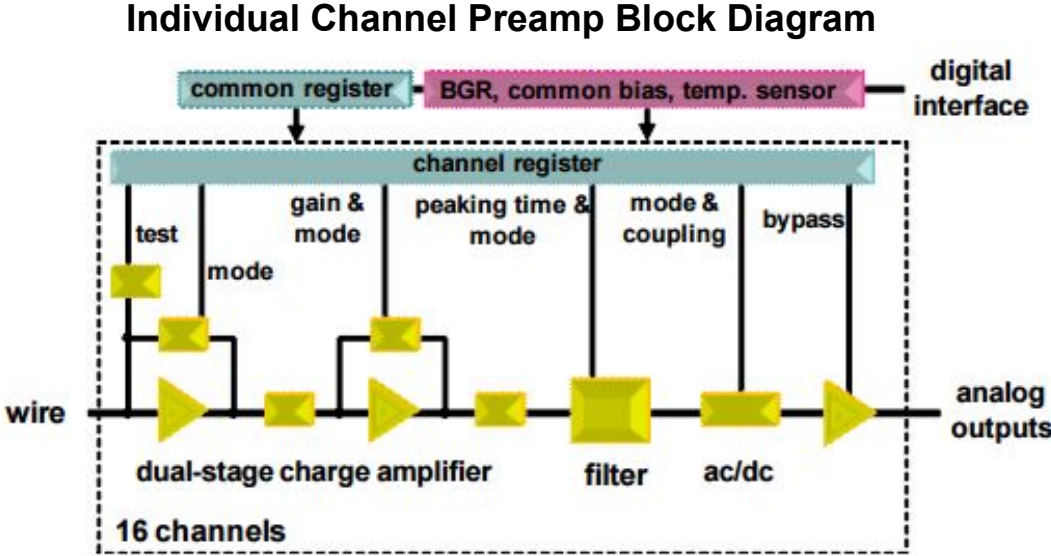 Individual Channel Preamp Block Diagram
common register
BGR, common bias, temp. sensor
digital
interface
channel register
test
mode
gain &
mode
peaking time &
mode
mode &
coupling
bypass
wire
analog
outputs
dual-stage charge amplifier
filter
ac/dc
16 channels